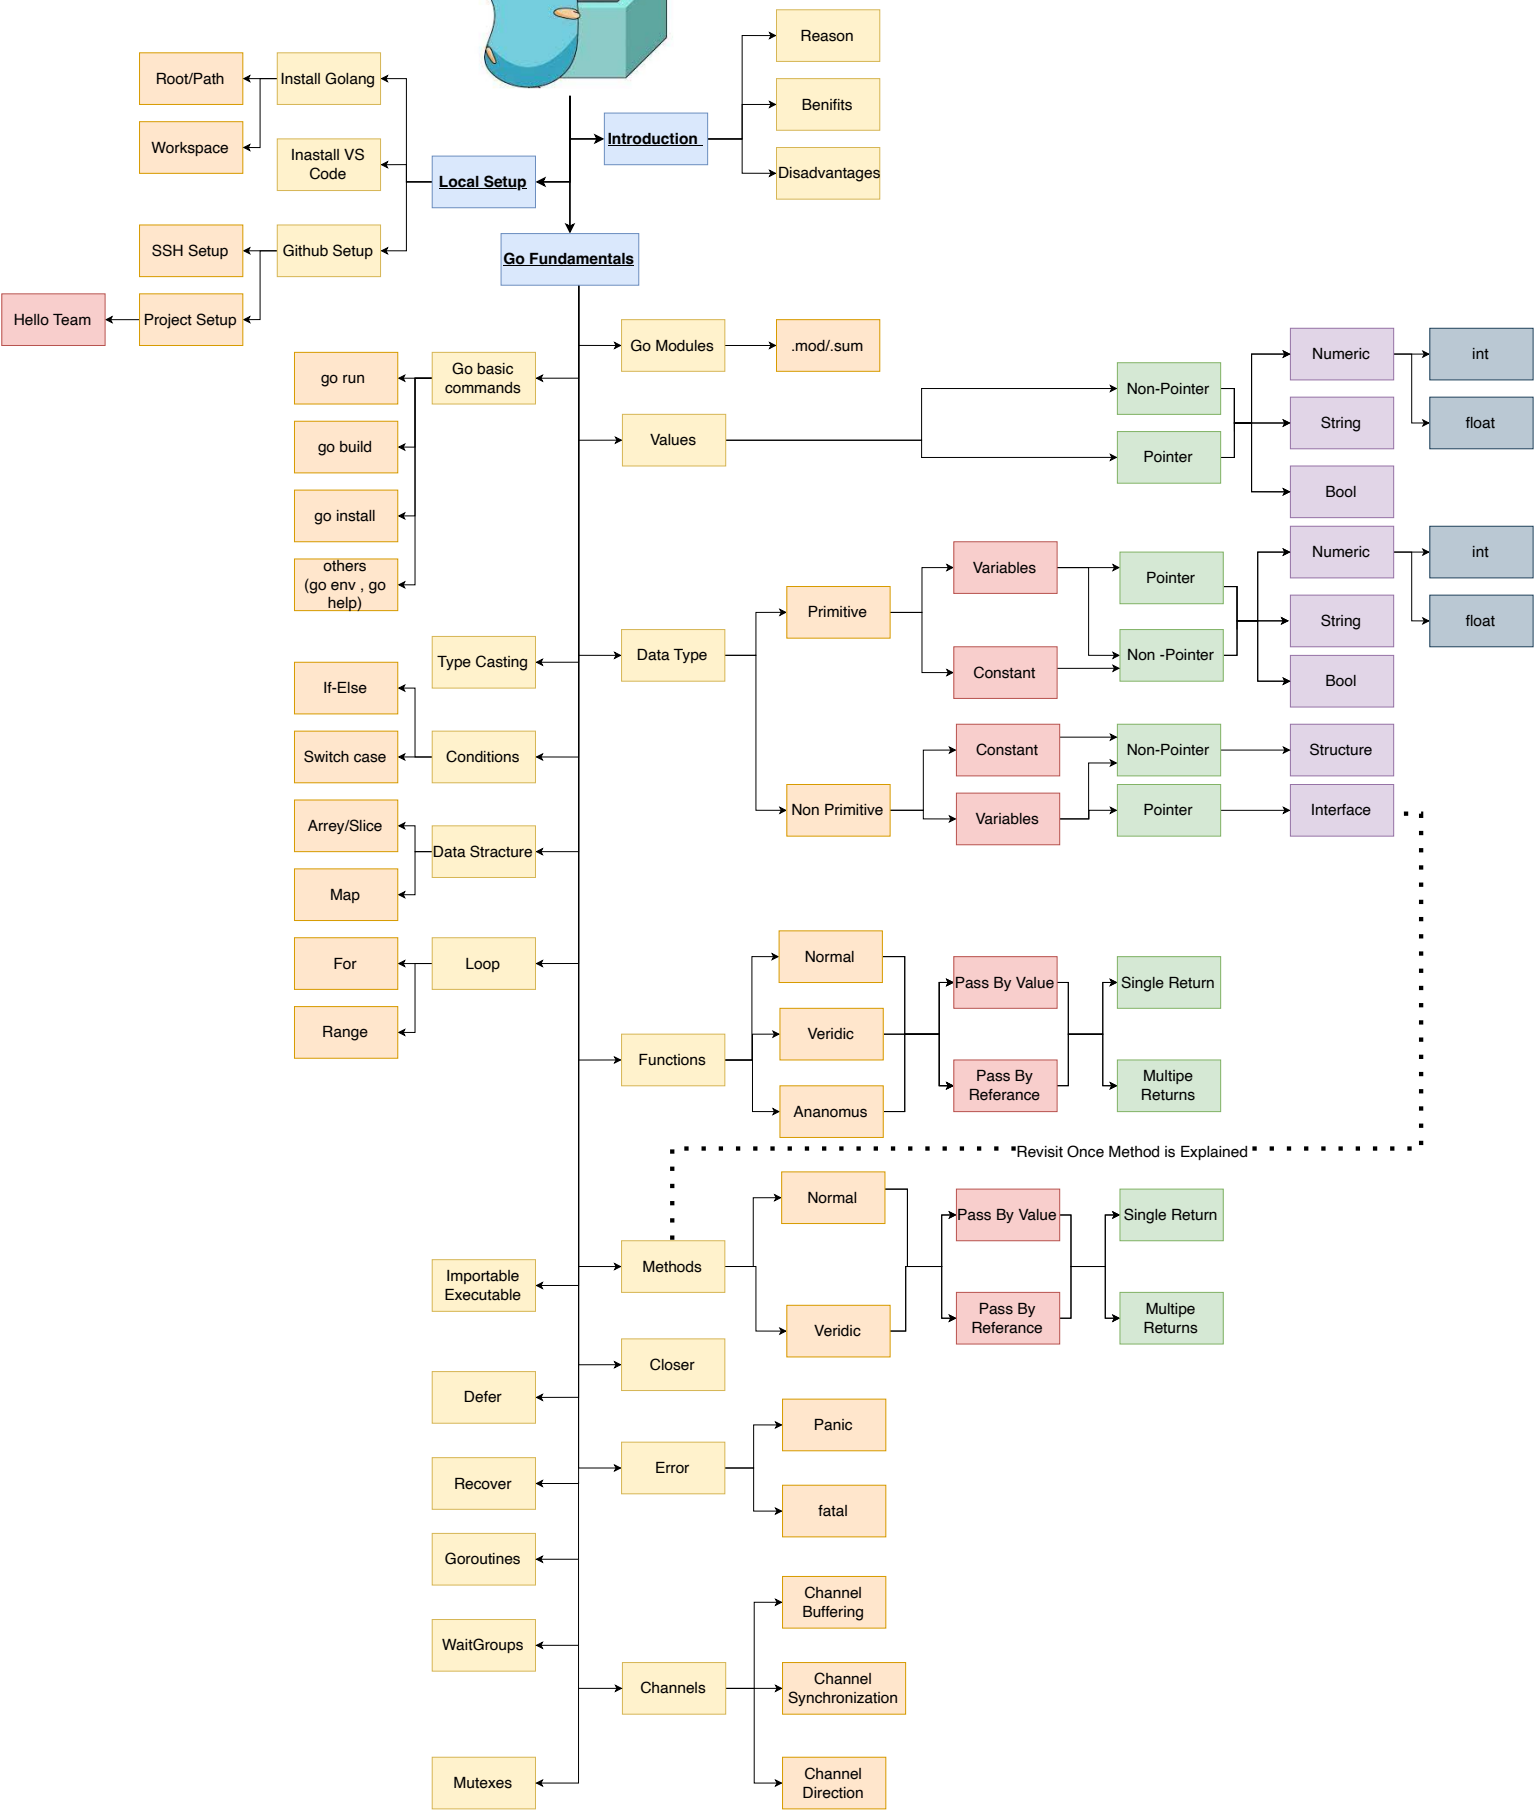 Reason
Root/Path
Install Golang
Benifits
Introduction
Workspace
Inastall VS
Code
Disadvantages
Local Setup
SSH Setup
Github Setup
Go Fundamentals
Hello Team
Project Setup
Go Modules
.mod/.sum
Numeric
int
go run
Go basic
commands
Non-Pointer
String
float
Values
go build
Pointer
Bool
go install
others
(go env , go
help)
Numeric
int
Variables
Pointer
Primitive
String
float
Type Casting
Data Type
Non -Pointer
Constant
Bool
If-Else
Switch case
Conditions
Constant
Non-Pointer
Structure
Non Primitive
Variables
Pointer
Interface
Arrey/Slice
Data Stracture
Map
For
Loop
Normal
Pass By Value
Single Return
Range
Functions
Veridic
Pass By
Referance
Multipe
Returns
Ananomus
Revisit Once Method is Explained
Normal
Pass By Value
Single Return
Importable
Executable
Methods
Veridic
Pass By
Referance
Multipe
Returns
Closer
Defer
Panic
Recover
Error
fatal
Goroutines
Channel
Buffering
WaitGroups
Channels
Channel
Synchronization
Mutexes
Channel
Direction